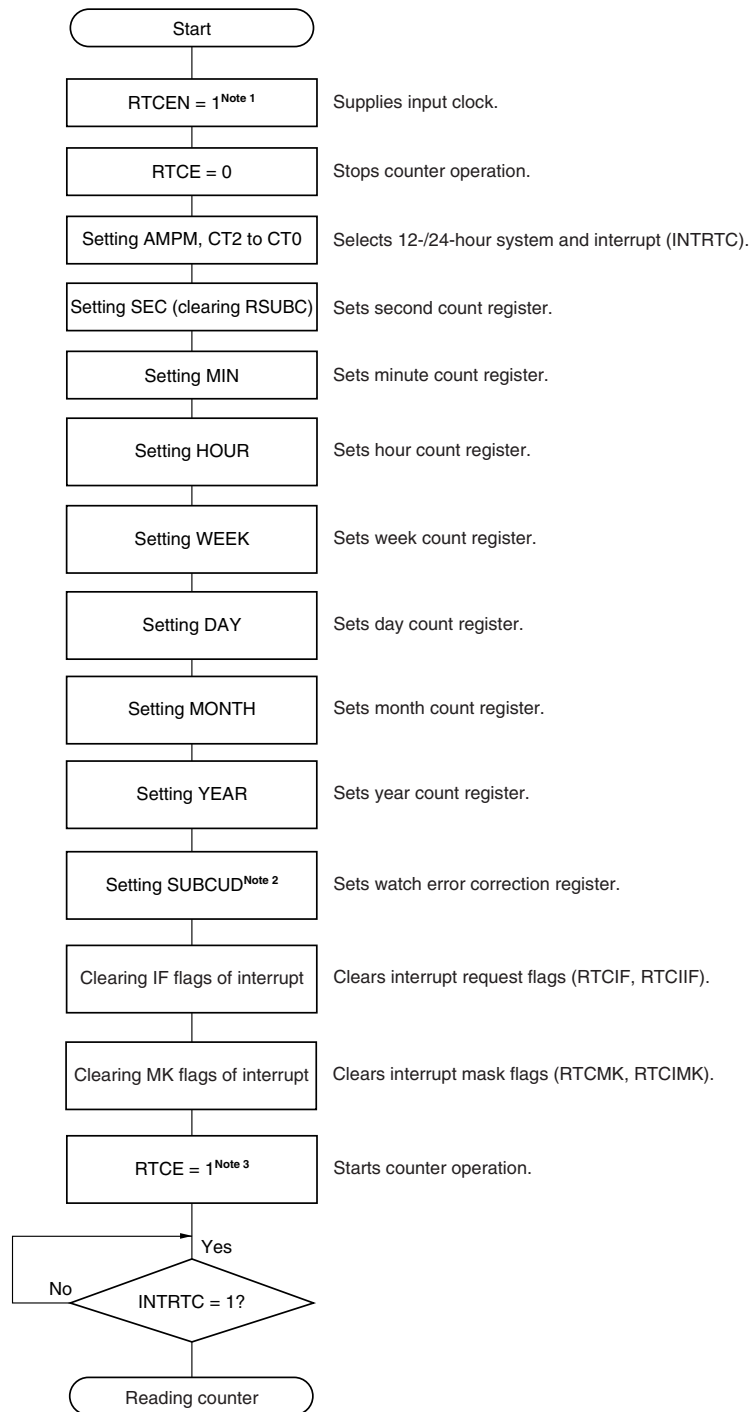 Start
RTCEN = 1Note 1
Supplies input clock.
RTCE = 0
Stops counter operation.
Setting AMPM, CT2 to CT0
Selects 12-/24-hour system and interrupt (INTRTC).
Setting SEC (clearing RSUBC)
Sets second count register.
Setting MIN
Sets minute count register.
Setting HOUR
Sets hour count register.
Setting WEEK
Sets week count register.
Setting DAY
Sets day count register.
Setting MONTH
Sets month count register.
Setting YEAR
Sets year count register.
Setting SUBCUDNote 2
Sets watch error correction register.
Clearing IF flags of interrupt
Clears interrupt request flags (RTCIF, RTCIIF).
Clearing MK flags of interrupt
Clears interrupt mask flags (RTCMK, RTCIMK).
RTCE = 1Note 3
Starts counter operation.
Yes
No
INTRTC = 1?
Reading counter